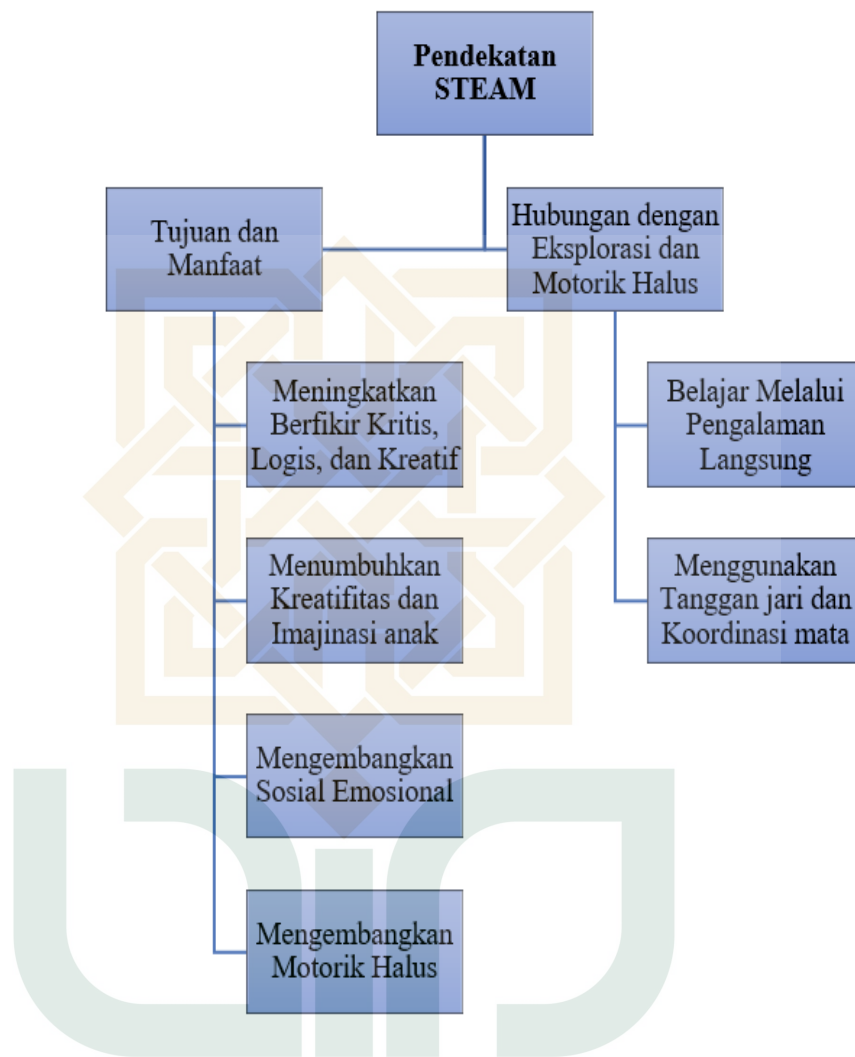 Pendekatan
STEAM
Tujuan dan
Manfaat
Hubungan dengan
Eksplorasi dan
Motorik Halus
Meningkatkan
Berfikir Kritis,
Logis, dan Kreatif
Menumbuhkan
Kreatifitas dan
Imajinasi anak
Mengembangkan
Sosial Emosional
Mengembangkan
Motorik Halus
Belajar Melalui
Pengalaman
Langsung
Menggunakan
Tanggan jari dan
Koordinasi mata